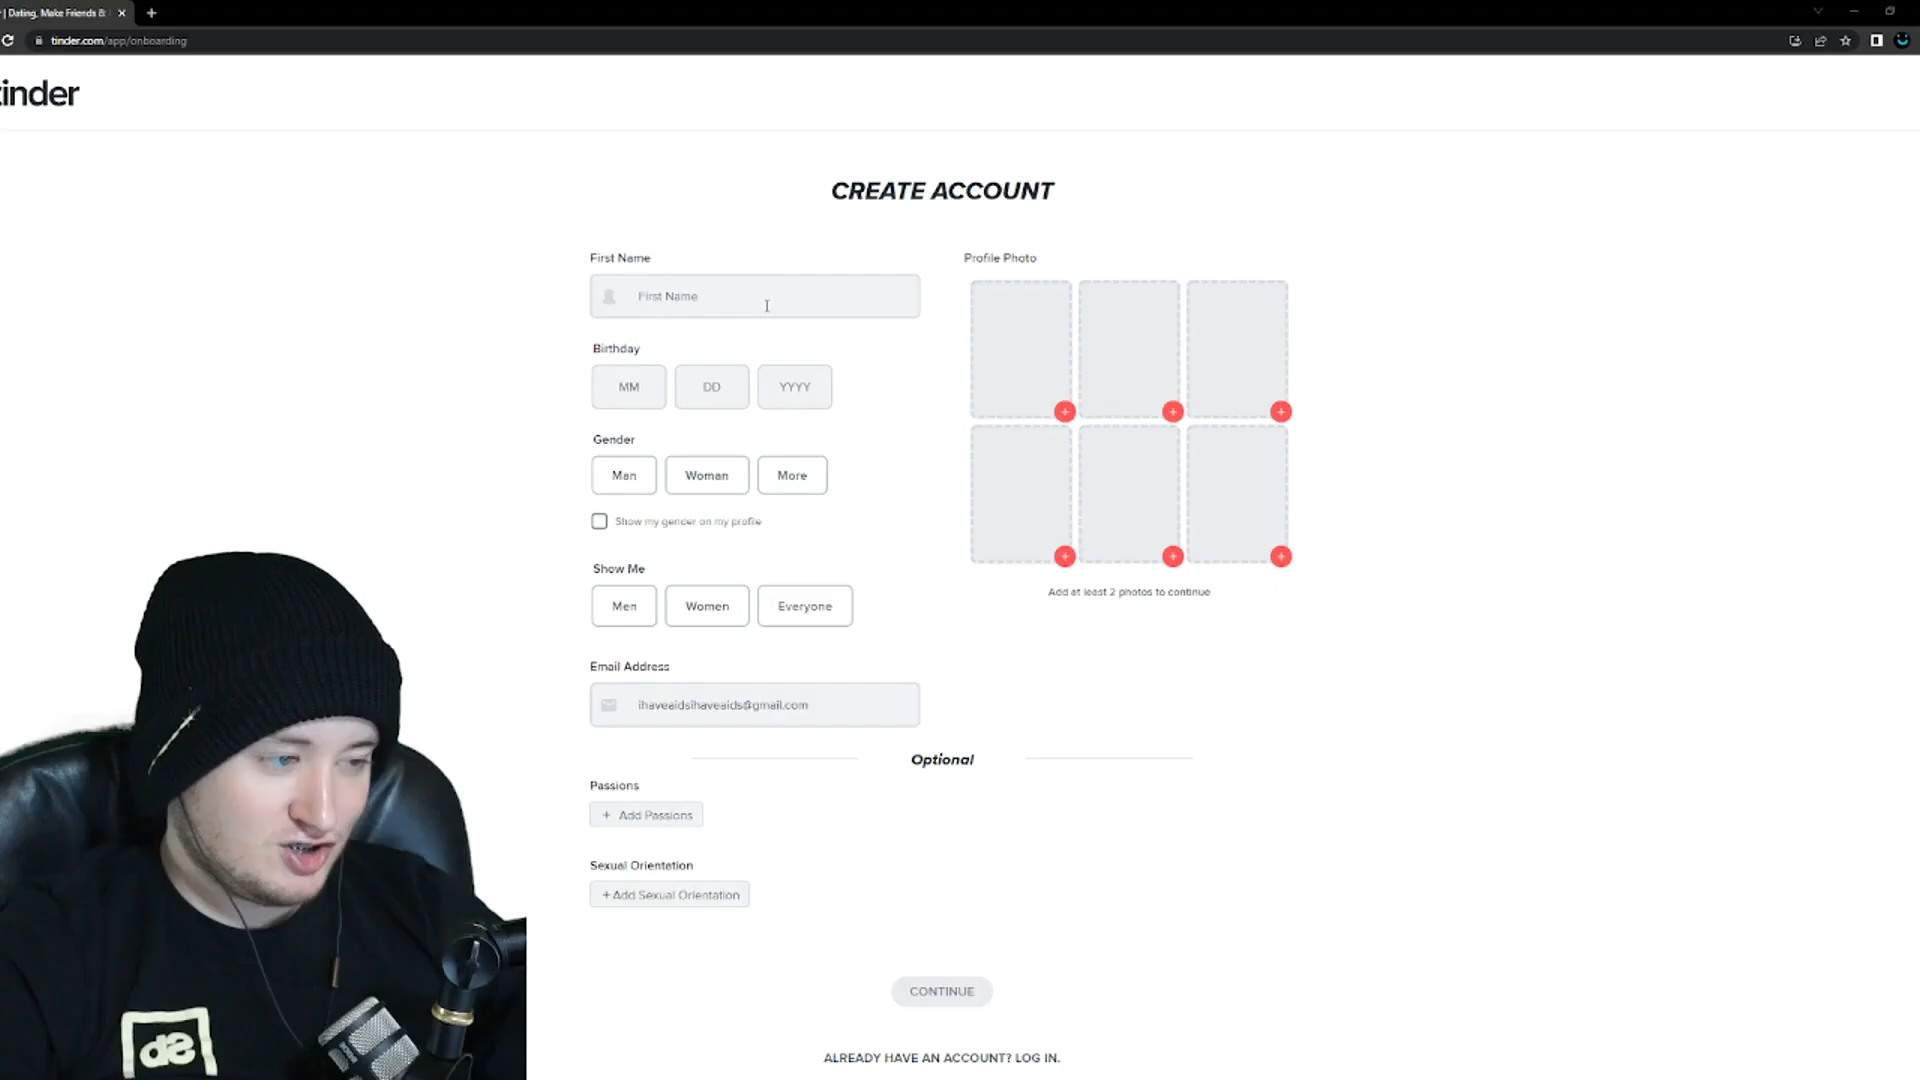 | Dating, Make Friends &
tinder.com/app/onboarding
tinder
CREATE ACCOUNT
First Name
First Name
Profile Photo
Birthday
MM DD YYYY
Gender
Man Woman More
Show my gender on my profile
Show Me
Men Women Everyone
Add at least 2 photos to continue
Email Address
ihaveaidsihaveaids@gmail.com
Optional
Passions
+ Add Passions
Sexual Orientation
+ Add Sexual Orientation
CONTINUE
ALREADY HAVE AN ACCOUNT? LOG IN.